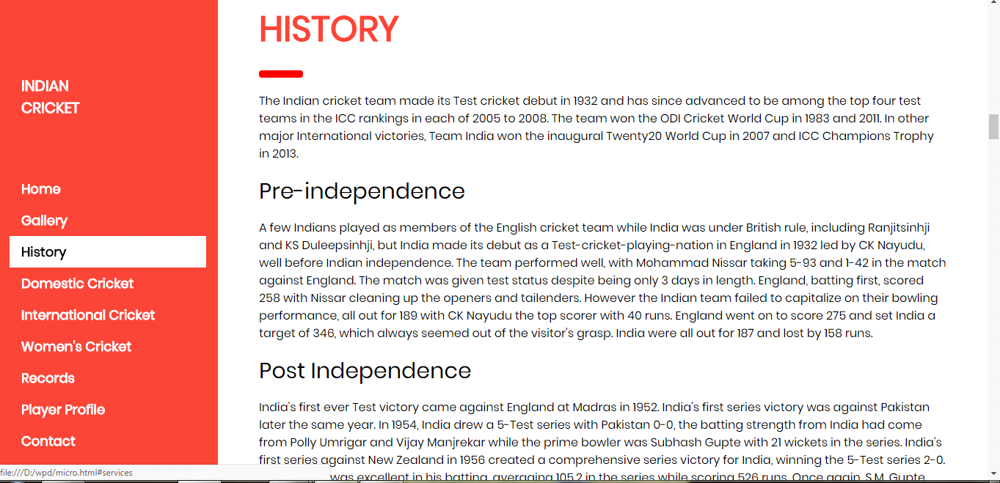 INDIAN
CRICKET
Home
Gallery
History
Domestic Cricket
International Cricket
Women's Cricket
Records
Player Profile
Contact
file:///D:/wpd/micro.html#services
HISTORY
The Indian cricket team made its Test cricket debut in 1932 and has since advanced to be among the top four test
teams in the ICC rankings in each of 2005 to 2008. The team won the ODI Cricket World Cup in 1983 and 2011. In other
major International victories, Team India won the inaugural Twenty20 World Cup in 2007 and ICC Champions Trophy
in 2013.
Pre-independence
A few Indians played as members of the English cricket team while India was under British rule, including Ranjitsinhji
and KS Duleepsinhji, but India made its debut as a Test-cricket-playing-nation in England in 1932 led by CK Nayudu,
well before Indian independence. The team performed well, with Mohammad Nissar taking 5-93 and 1-42 in the match
against England. The match was given test status despite being only 3 days in length. England, batting first, scored
258 with Nissar cleaning up the openers and tailenders. However the Indian team failed to capitalize on their bowling
performance, all out for 189 with CK Nayudu the top scorer with 40 runs. England went on to score 275 and set India a
target of 346, which always seemed out of the visitor's grasp. India were all out for 187 and lost by 158 runs.
Post Independence
India's first ever Test victory came against England at Madras in 1952. India's first series victory was against Pakistan
later the same year. In 1954, India drew a 5-Test series with Pakistan 0-0, the batting strength from India had come
from Polly Umrigar and Vijay Manjrekar while the prime bowler was Subhash Gupte with 21 wickets in the series. India's
first series against New Zealand in 1956 created a comprehensive series victory for India, winning the 5-Test series 2-0.
was excellent in his batting, averaging 105.2 in the series while scoring 526 runs. Once again, S.M. Gupte